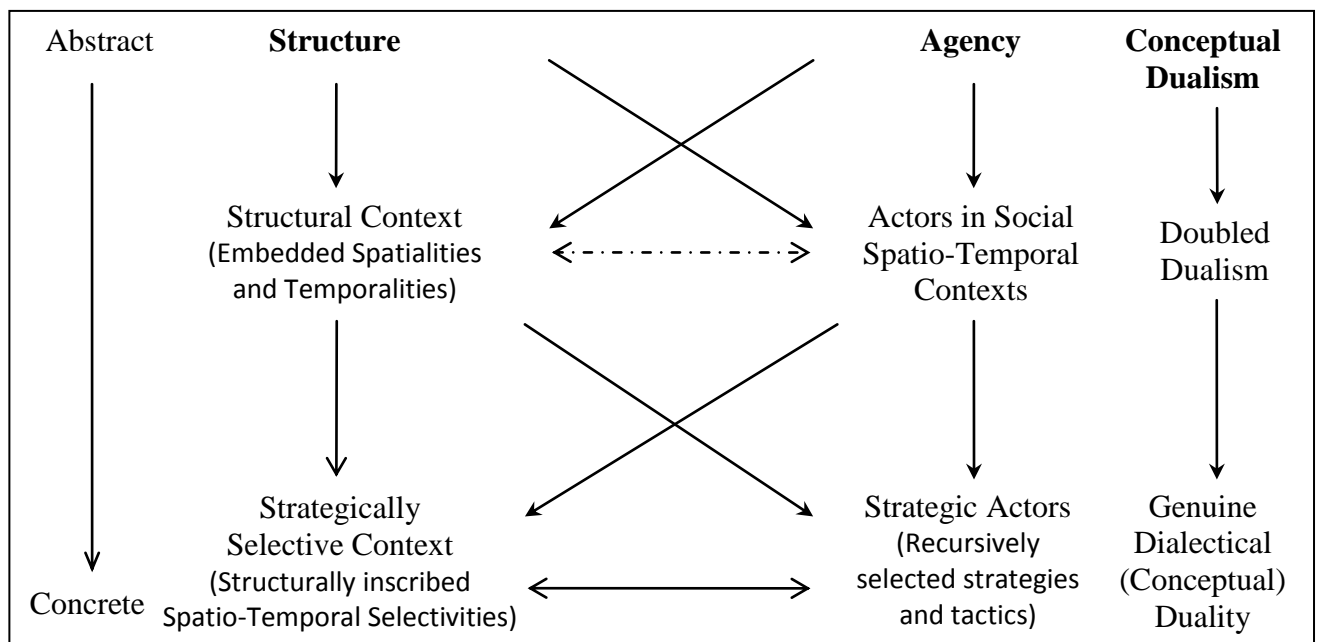 Abstract
Structure
Agency
Conceptual
Dualism
Structural Context
(Embedded Spatialities
and Temporalities)
Actors in Social
Spatio-Temporal
Contexts
Doubled
Dualism
Strategically
Selective Context
(Structurally inscribed
Spatio-Temporal Selectivities)
Concrete
Strategic Actors
(Recursively
selected strategies
and tactics)
Genuine
Dialectical
(Conceptual)
Duality